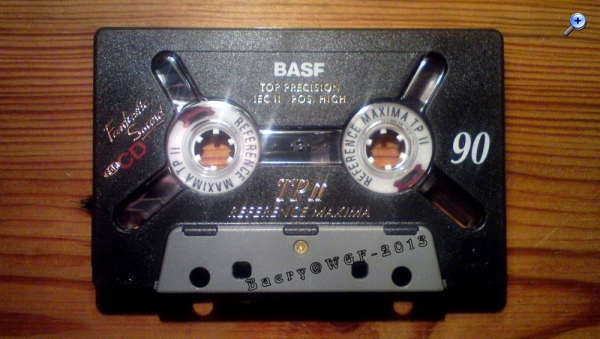 BASF
TOP PRECISION
IEC II · POS. HIGH
Fantastic
Sound
FOR
CD
REFERENCE MAXIMA TP II
REFERENCE MAXIMA TP II
90
TP II
REFERENCE MAXIMA
Baery@WGF-2013